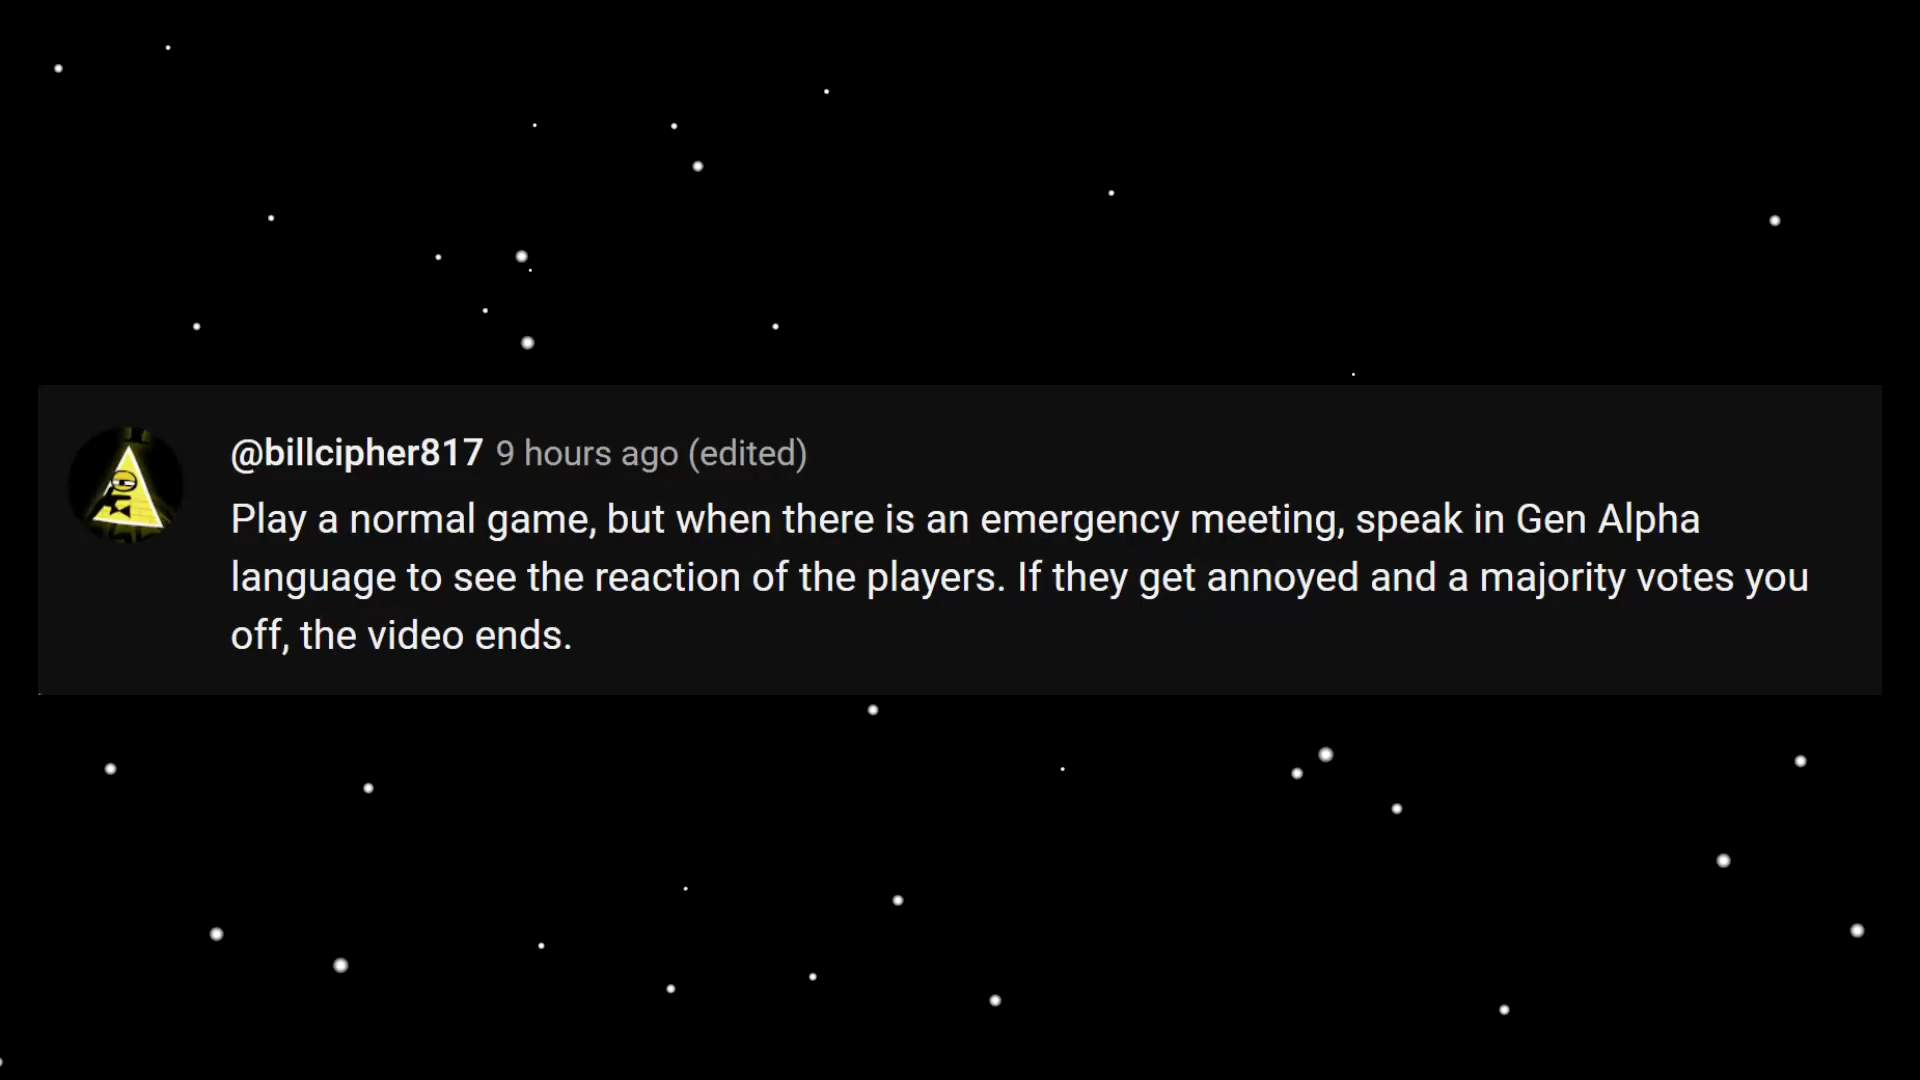 @billcipher817 9 hours ago (edited)
Play a normal game, but when there is an emergency meeting, speak in Gen Alpha
language to see the reaction of the players. If they get annoyed and a majority votes you
off, the video ends.